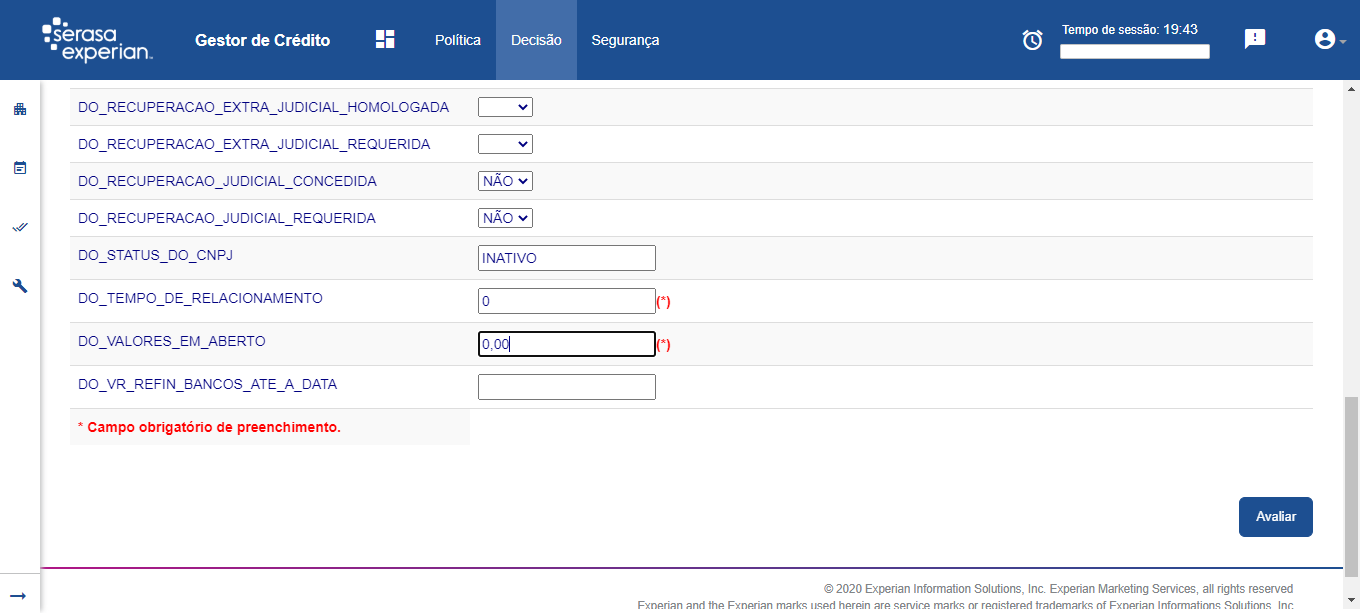 serasa
experian™
Gestor de Crédito
Política
Decisão
Segurança
Tempo de sessão: 19:43
DO_RECUPERACAO_EXTRA_JUDICIAL_HOMOLOGADA
DO_RECUPERACAO_EXTRA_JUDICIAL_REQUERIDA
DO_RECUPERACAO_JUDICIAL_CONCEDIDA NÃO
DO_RECUPERACAO_JUDICIAL_REQUERIDA NÃO
DO_STATUS_DO_CNPJ INATIVO
DO_TEMPO_DE_RELACIONAMENTO 0 (*)
DO_VALORES_EM_ABERTO 0,00 (*)
DO_VR_REFIN_BANCOS_ATE_A_DATA
* Campo obrigatório de preenchimento.
Avaliar
© 2020 Experian Information Solutions, Inc. Experian Marketing Services, all rights reserved
Experian and the Experian marks used herein are service marks or registered trademarks of Experian Informations Solutions, Inc